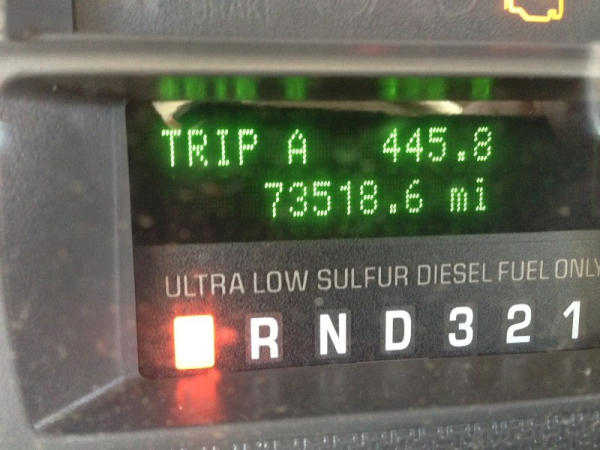 TRIP A 445.8
73518.6 mi
ULTRA LOW SULFUR DIESEL FUEL ONLY
R N D 3 2 1